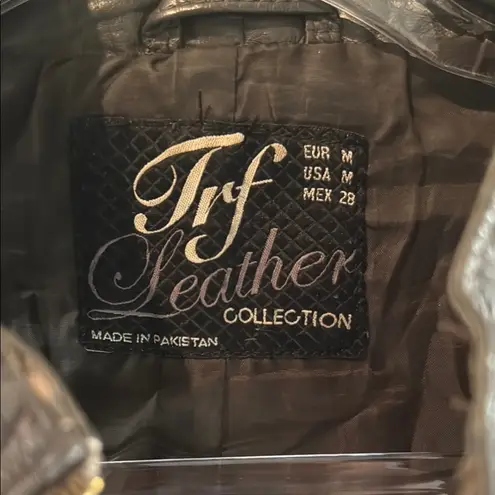 Trf
Leather
COLLECTION
EUR M
USA M
MEX 28
MADE IN PAKISTAN